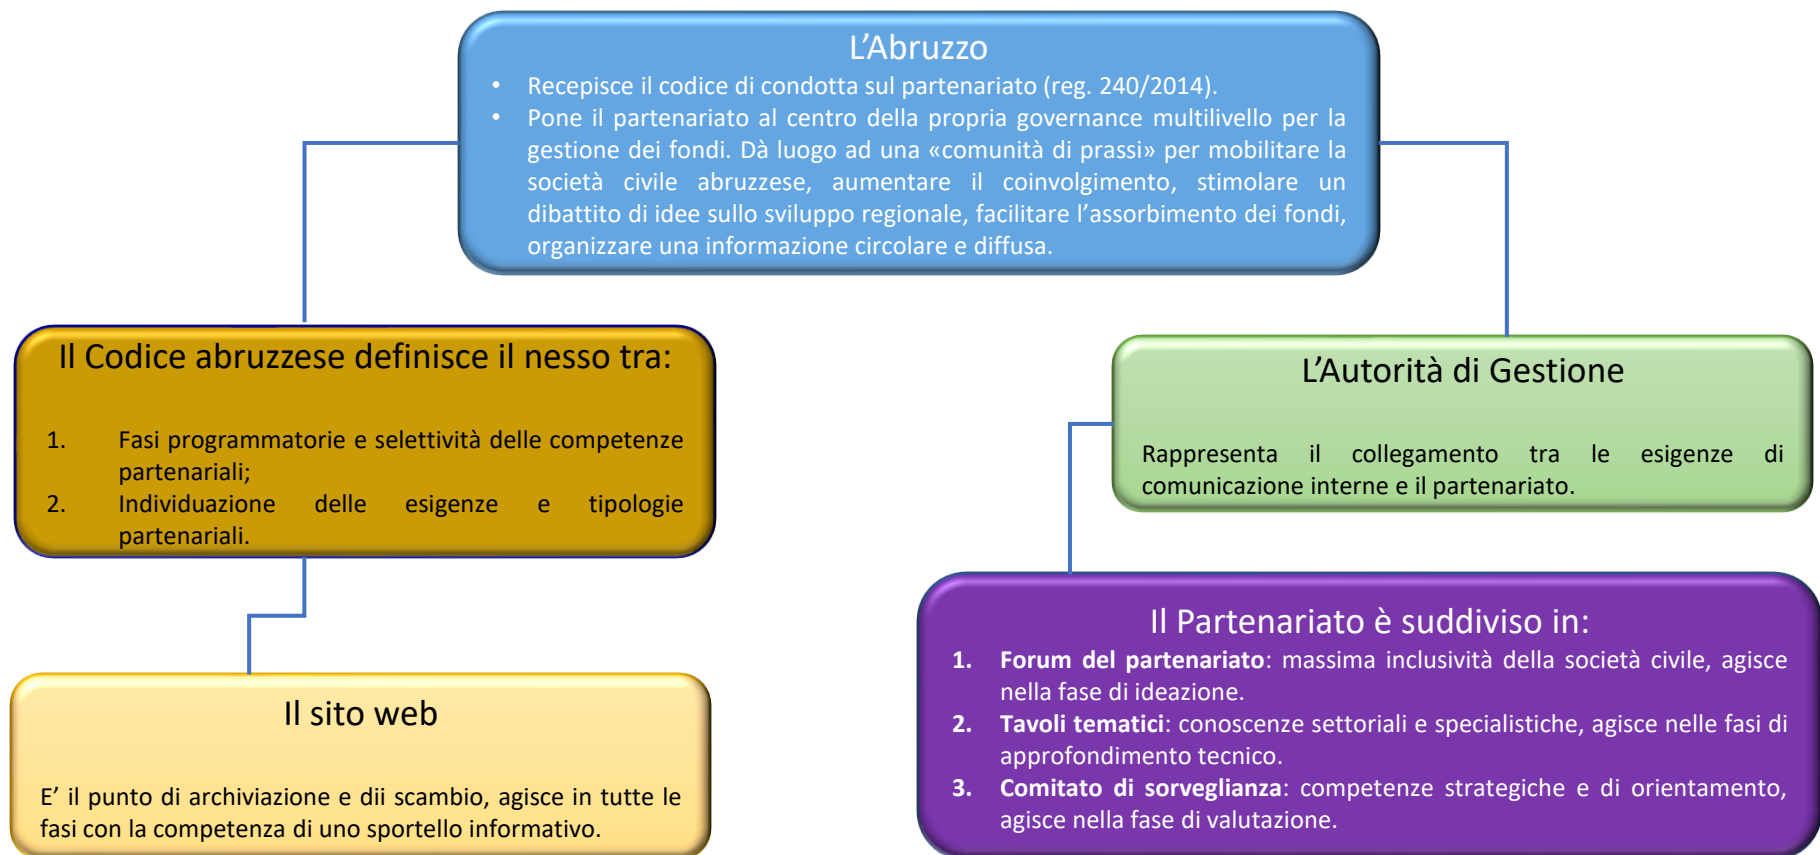 L'Abruzzo
• Recepisce il codice di condotta sul partenariato (reg. 240/2014).
• Pone il partenariato al centro della propria governance multilivello per la
gestione dei fondi. Dà luogo ad una «comunità di prassi» per mobilitare la
società civile abruzzese, aumentare il coinvolgimento, stimolare un
dibattito di idee sullo sviluppo regionale, facilitare l'assorbimento dei fondi,
organizzare una informazione circolare e diffusa.
Il Codice abruzzese definisce il nesso tra:
1. Fasi programmatorie e selettività delle competenze
partenariali;
2. Individuazione delle esigenze e tipologie
partenariali.
L'Autorità di Gestione
Rappresenta il collegamento tra le esigenze di
comunicazione interne e il partenariato.
Il sito web
E' il punto di archiviazione e dii scambio, agisce in tutte le
fasi con la competenza di uno sportello informativo.
Il Partenariato è suddiviso in:
1. Forum del partenariato: massima inclusività della società civile, agisce
nella fase di ideazione.
2. Tavoli tematici: conoscenze settoriali e specialistiche, agisce nelle fasi di
approfondimento tecnico.
3. Comitato di sorveglianza: competenze strategiche e di orientamento,
agisce nella fase di valutazione.